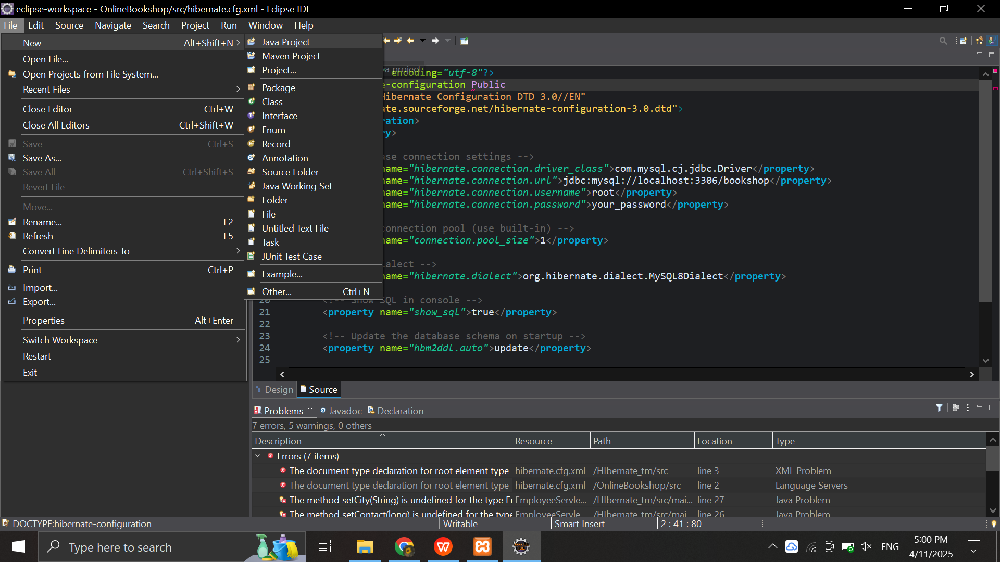 eclipse-workspace - OnlineBookshop/src/hibernate.cfg.xml - Eclipse IDE
File Edit Source Navigate Search Project Run Window Help
New Alt+Shift+N
Open File...
Open Projects from File System...
Recent Files
Close Editor Ctrl+W
Close All Editors Ctrl+Shift+W
Save Ctrl+S
Save As...
Save All Ctrl+Shift+S
Revert File
Move...
Rename... F2
Refresh F5
Convert Line Delimiters To
Print Ctrl+P
Import...
Export...
Properties Alt+Enter
Switch Workspace
Restart
Exit
Java Project
Maven Project
Project...
Package
Class
Interface
Enum
Record
Annotation
Source Folder
Java Working Set
Folder
File
Untitled Text File
Task
JUnit Test Case
Example...
Other... Ctrl+N
encoding="utf-8"?>
-configuration Public
Hibernate Configuration DTD 3.0//EN"
te.sourceforge.net/hibernate-configuration-3.0.dtd">
ration>
ry>
se connection settings -->
name="hibernate.connection.driver_class">com.mysql.cj.jdbc.Driver</property>
name="hibernate.connection.url">jdbc:mysql://localhost:3306/bookshop</property>
name="hibernate.connection.username">root</property>
name="hibernate.connection.password">your_password</property>
connection pool (use built-in) -->
name="connection.pool_size">1</property>
alect -->
name="hibernate.dialect">org.hibernate.dialect.MySQL8Dialect</property>
20 <!-- Show SQL in console -->
21 <property name="show_sql">true</property>
22
23 <!-- Update the database schema on startup -->
24 <property name="hbm2ddl.auto">update</property>
25
Design Source
Problems Javadoc Declaration
7 errors, 5 warnings, 0 others
Description Resource Path Location Type
Errors (7 items)
The document type declaration for root element type ' hibernate.cfg.xml /HIbernate_tm/src line 3 XML Problem
The document type declaration for root element type hibernate.cfg.xml /OnlineBookshop/src line 2 Language Servers
The method setCity(String) is undefined for the type Er EmployeeServle... /HIbernate_tm/src/mai... line 27 Java Problem
The method setContact(long) is undefined for the type EmployeeServle... /HIbernate_tm/src/mai... line 26 Java Problem
DOCTYPE:hibernate-configuration Writable Smart Insert 2 : 41 : 80
Type here to search
ENG
5:00 PM
4/11/2025